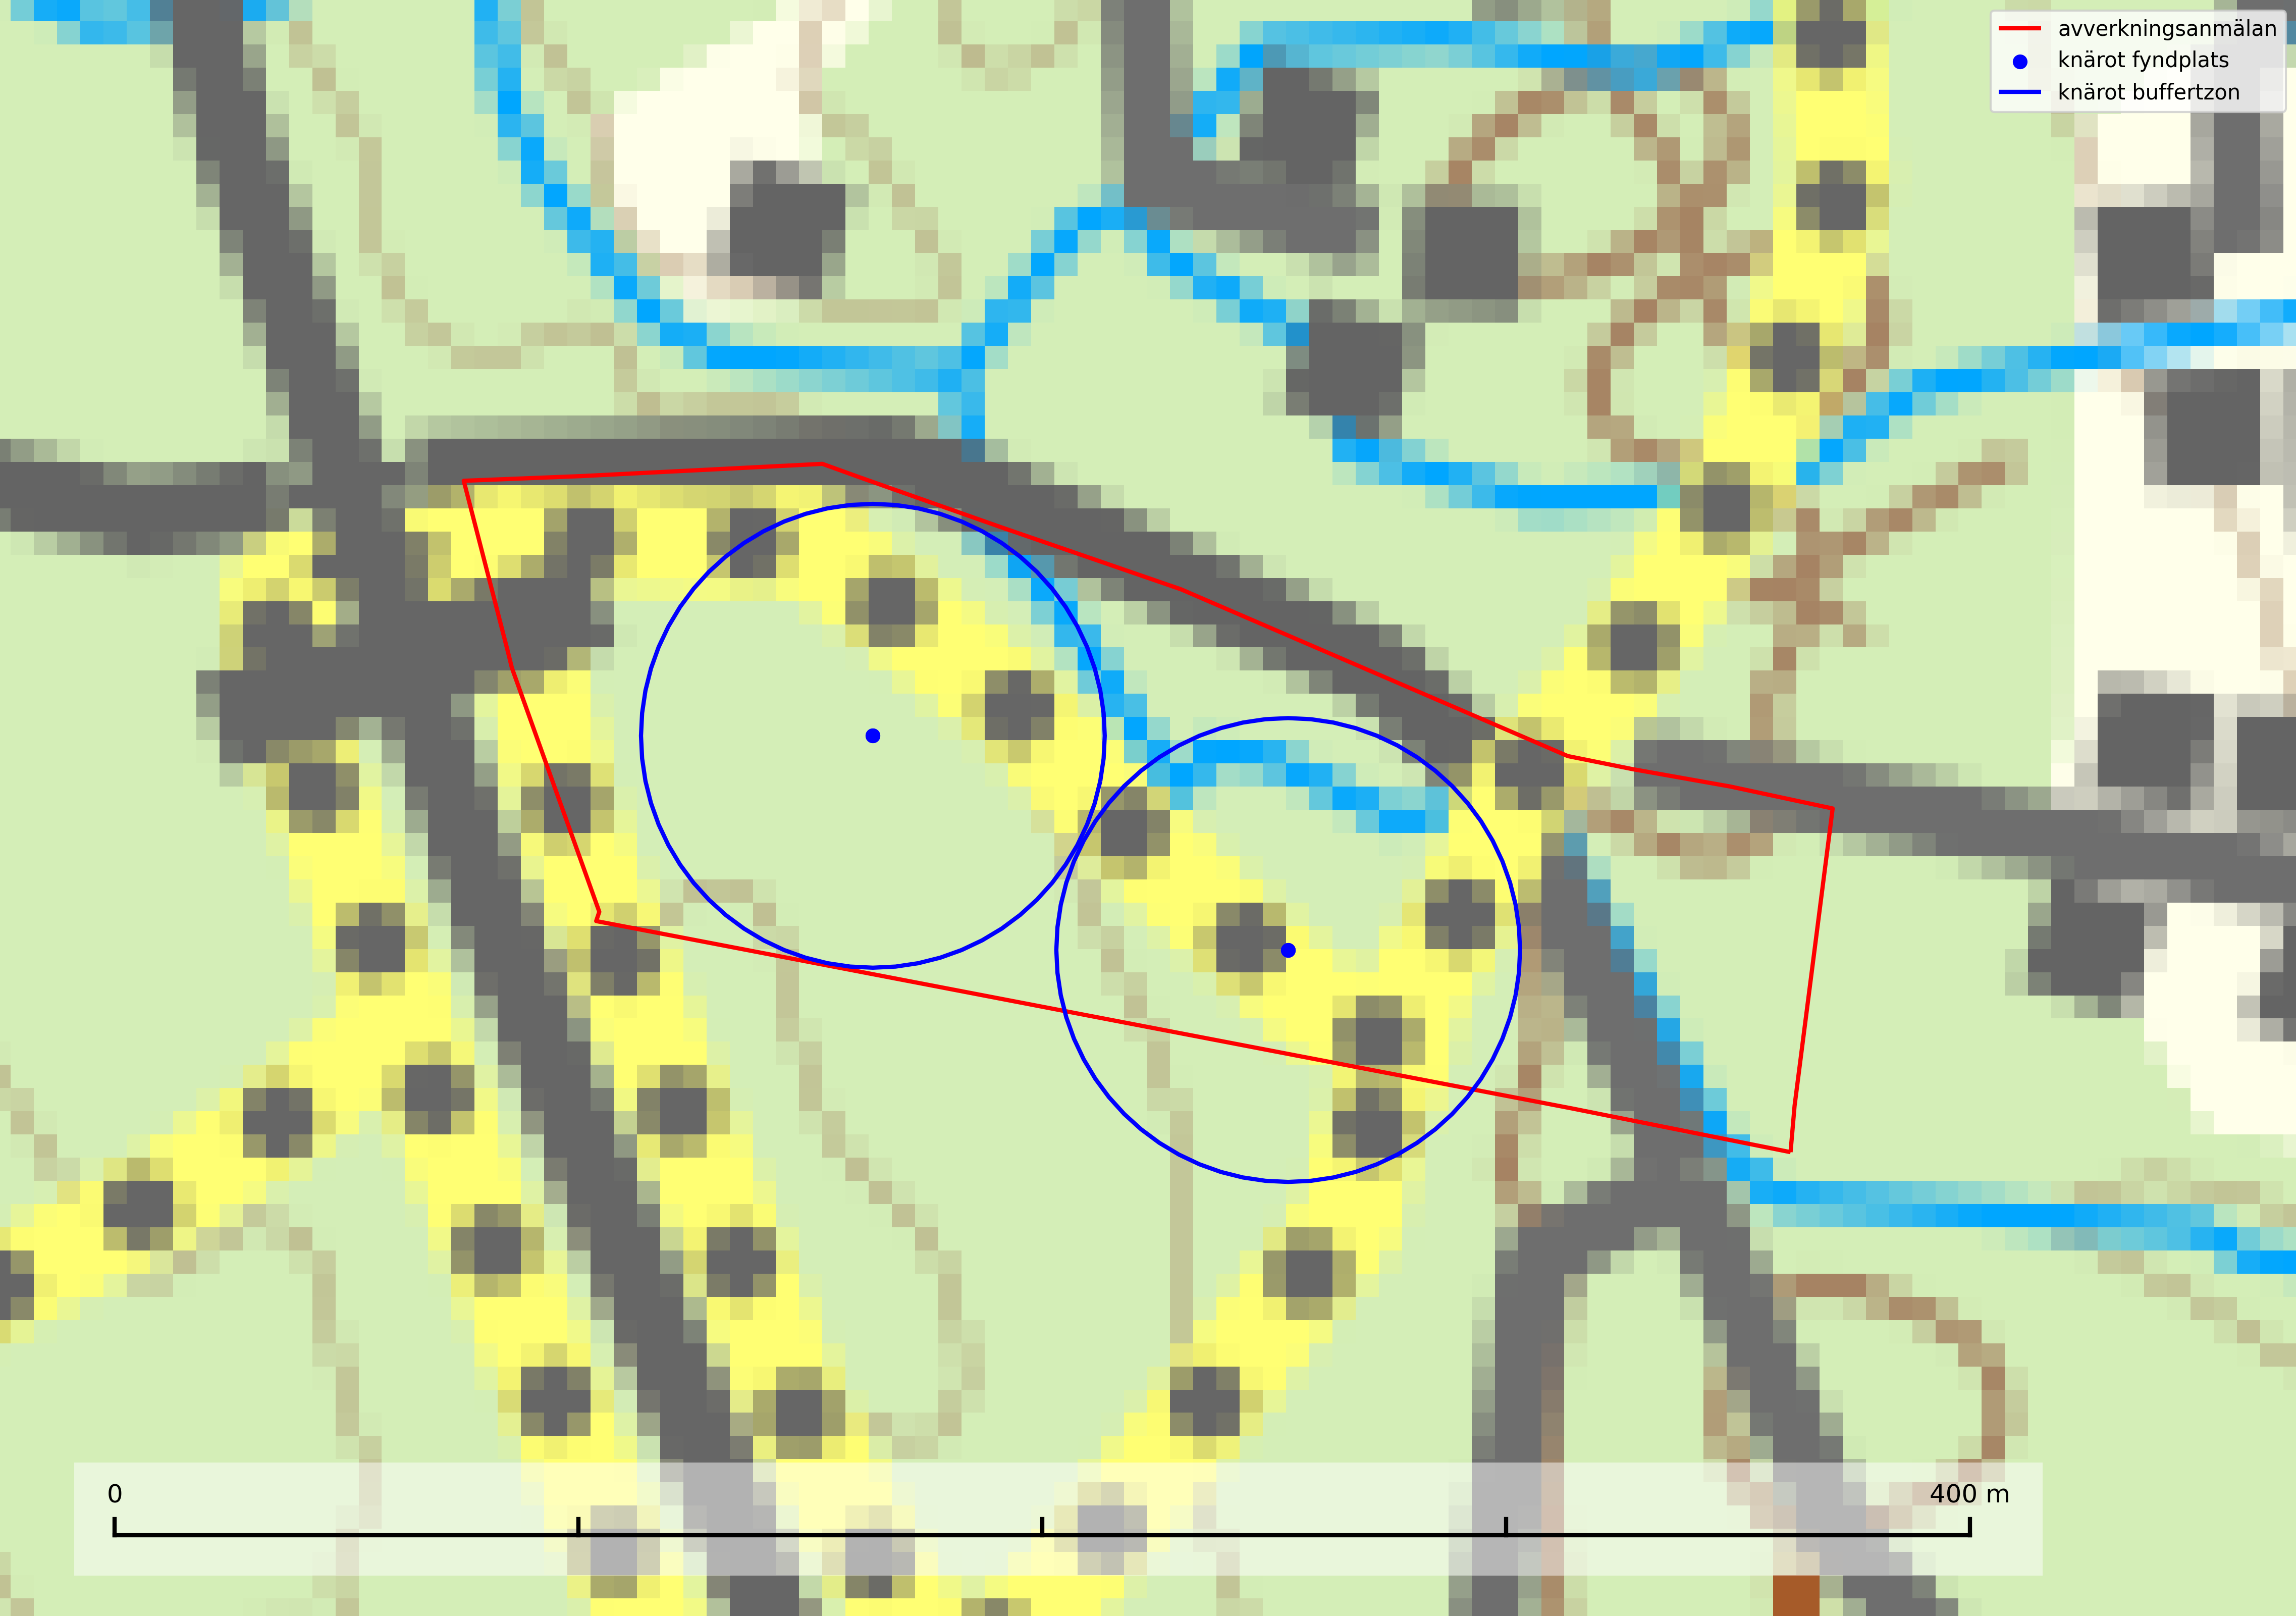 avverkningsanmälan
knärot fyndplats
knärot buffertzon
0
400 m